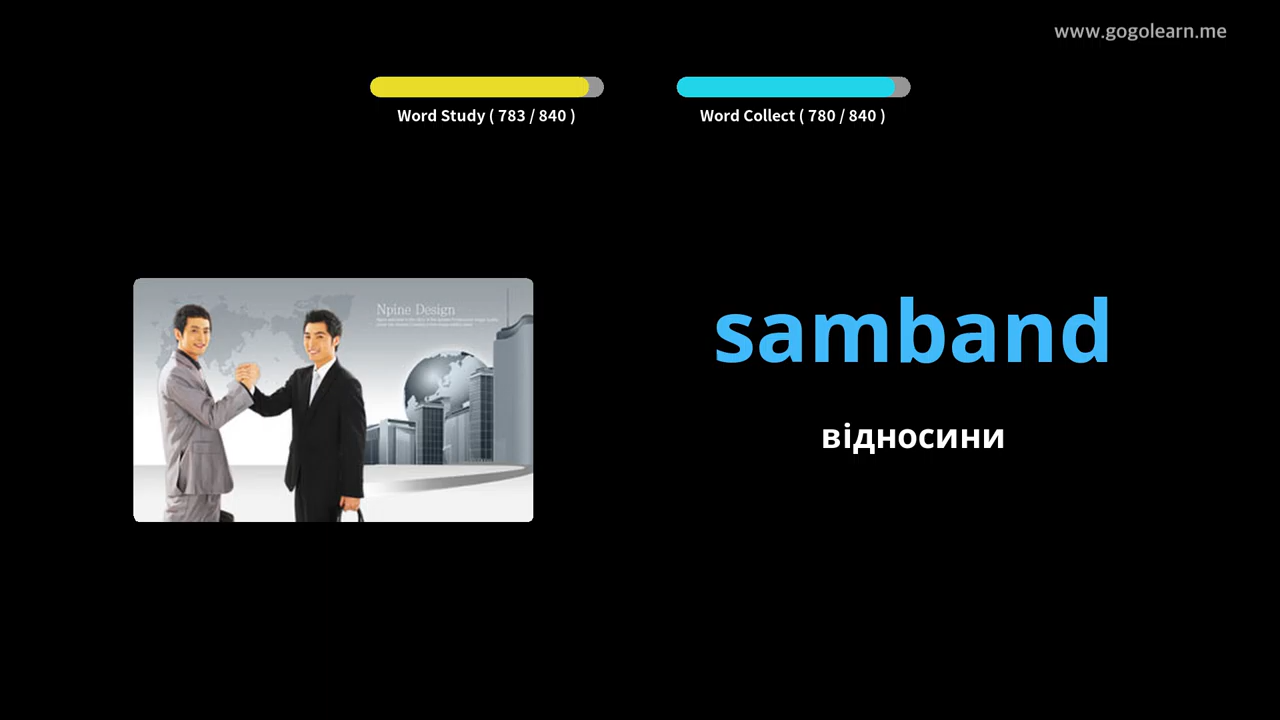 www.gogolearn.me
Word Study ( 783 / 840 )
Word Collect ( 780 / 840 )
Npine Design
samband
відносини